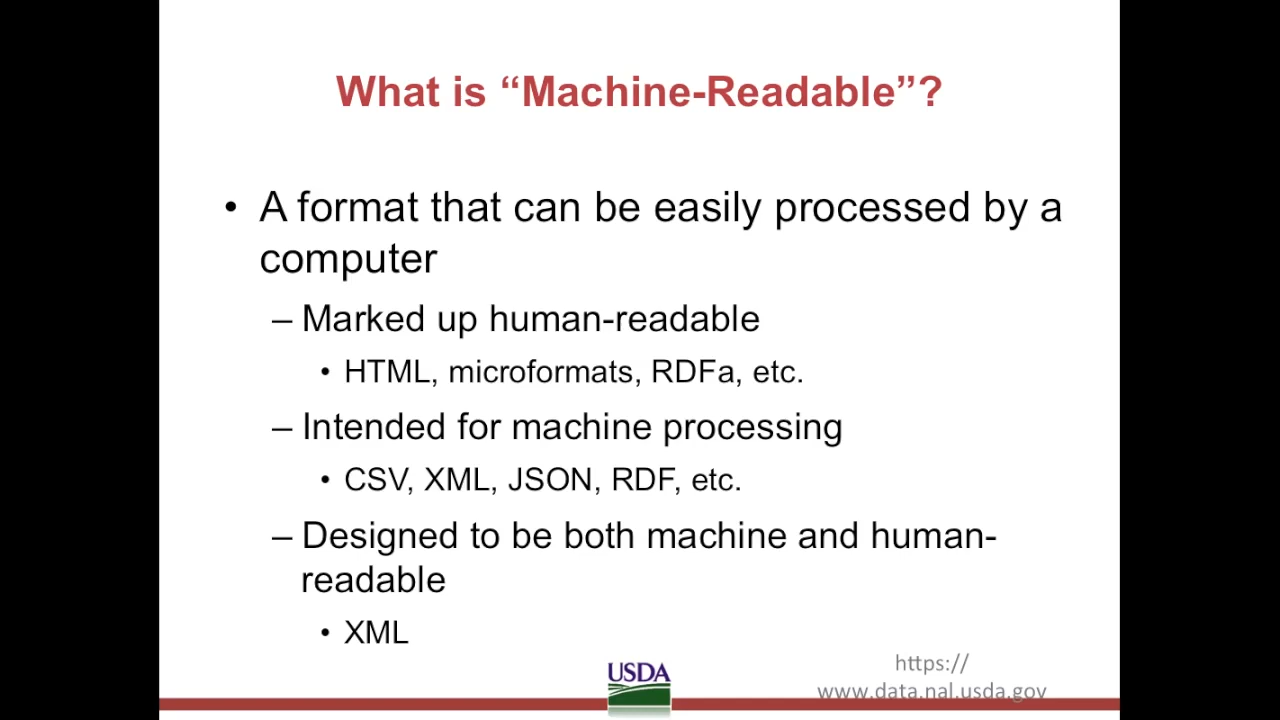 What is “Machine-Readable”?
• A format that can be easily processed by a
computer
– Marked up human-readable
• HTML, microformats, RDFa, etc.
– Intended for machine processing
• CSV, XML, JSON, RDF, etc.
– Designed to be both machine and human-
readable
• XML
https://
www.data.nal.usda.gov
USDA